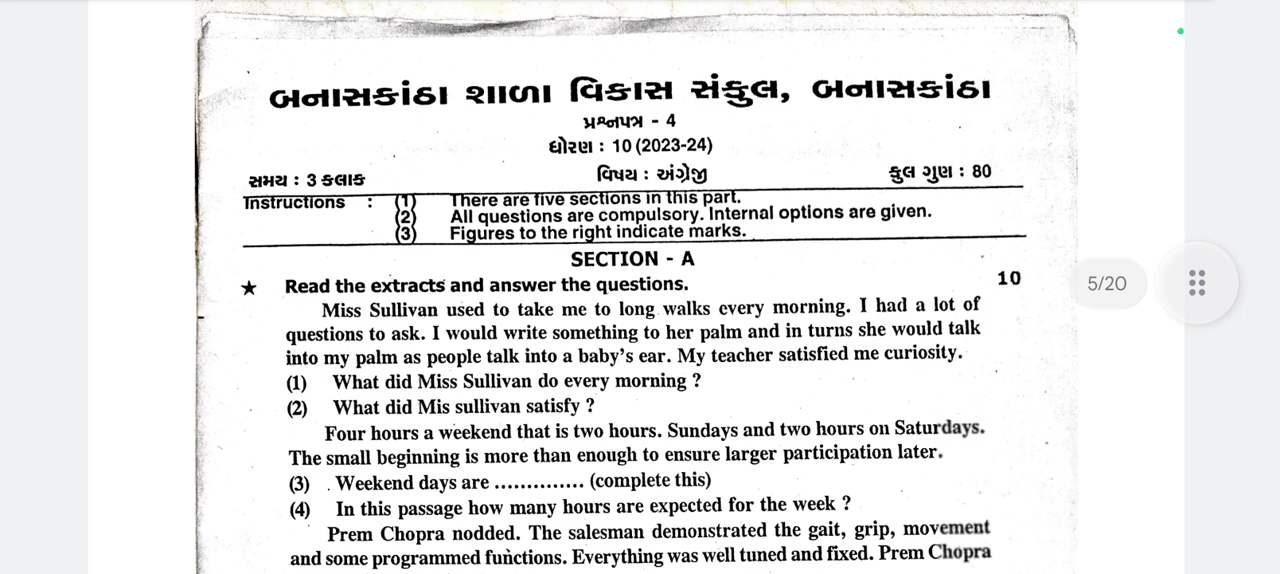 બનાસકાંઠા શાળા વિકાસ સંકુલ, બનાસકાંઠા
પ્રશ્નપત્ર - 4
ધોરણ : 10 (2023-24)
સમય : 3 કલાક વિષય : અંગ્રેજી કુલ ગુણ : 80
Instructions : (1) There are five sections in this part.
(2) All questions are compulsory. Internal options are given.
(3) Figures to the right indicate marks.
SECTION - A
★ Read the extracts and answer the questions. 10
Miss Sullivan used to take me to long walks every morning. I had a lot of
questions to ask. I would write something to her palm and in turns she would talk
into my palm as people talk into a baby's ear. My teacher satisfied me curiosity.
(1) What did Miss Sullivan do every morning ?
(2) What did Mis sullivan satisfy ?
Four hours a weekend that is two hours. Sundays and two hours on Saturdays.
The small beginning is more than enough to ensure larger participation later.
(3) . Weekend days are .............. (complete this)
(4) In this passage how many hours are expected for the week ?
Prem Chopra nodded. The salesman demonstrated the gait, grip, movement
and some programmed functions. Everything was well tuned and fixed. Prem Chopra
5/20